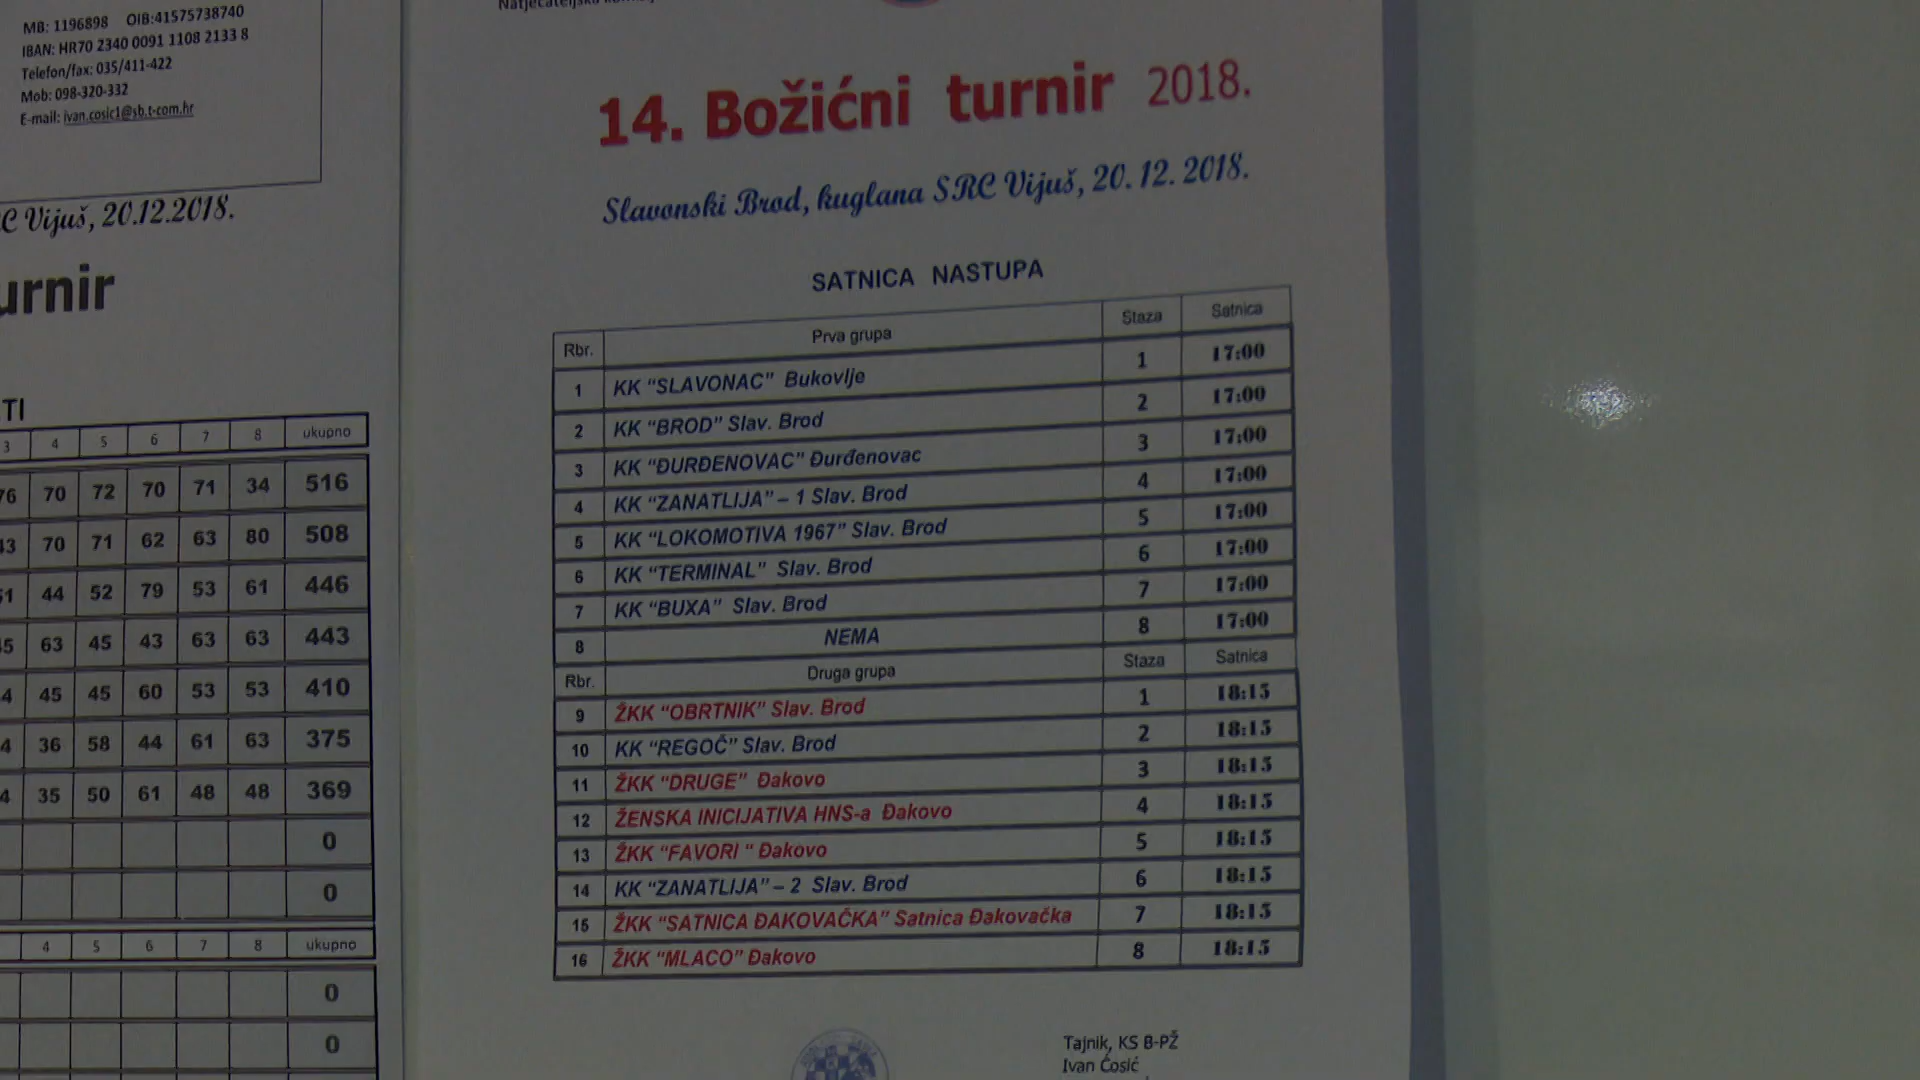 MB: 1196898 OIB:41575738740
IBAN: HR70 2340 0091 1108 2133 8
Telefon/fax: 035/411-422
Mob: 098-320-332
E-mail: ivan.cosic1@sb.t-com.hr
C Vijuš, 20.12.2018.
urnir
TI
3 4 5 6 7 8 ukupno
76 70 72 70 71 34 516
43 70 71 62 63 80 508
51 44 52 79 53 61 446
45 63 45 43 63 63 443
4 45 45 60 53 53 410
4 36 58 44 61 63 375
4 35 50 61 48 48 369
0
0
4 5 6 7 8 ukupno
0
0
14. Božićni turnir 2018.
Slavonski Brod, kuglana SRC Vijuš, 20. 12. 2018.
SATNICA NASTUPA
Rbr. Prva grupa Staza Satnica
1 KK “SLAVONAC” Bukovlje 1 17:00
2 KK “BROD” Slav. Brod 2 17:00
3 KK “ĐURĐENOVAC” Đurđenovac 3 17:00
4 KK “ZANATLIJA” – 1 Slav. Brod 4 17:00
5 KK “LOKOMOTIVA 1967” Slav. Brod 5 17:00
6 KK “TERMINAL” Slav. Brod 6 17:00
7 KK “BUXA” Slav. Brod 7 17:00
8 NEMA 8 17:00
Rbr. Druga grupa Staza Satnica
9 ŽKK “OBRTNIK” Slav. Brod 1 18:15
10 KK “REGOČ” Slav. Brod 2 18:15
11 ŽKK “DRUGE” Đakovo 3 18:15
12 ŽENSKA INICIJATIVA HNS-a Đakovo 4 18:15
13 ŽKK “FAVORI “ Đakovo 5 18:15
14 KK “ZANATLIJA” – 2 Slav. Brod 6 18:15
15 ŽKK “SATNICA ĐAKOVAČKA” Satnica Đakovačka 7 18:15
16 ŽKK “MLACO” Đakovo 8 18:15
Tajnik, KS B-PŽ
Ivan Ćosić